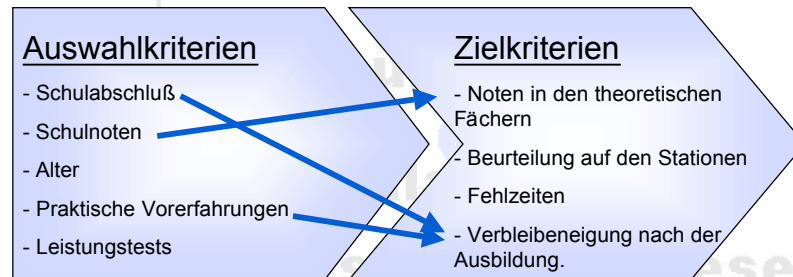 Auswahlkriterien
- Schulabschluß
- Schulnoten
- Alter
- Praktische Vorerfahrungen
- Leistungstests
Zielkriterien
- Noten in den theoretischen
Fächern
- Beurteilung auf den Stationen
- Fehlzeiten
- Verbleibeneigung nach der
Ausbildung.